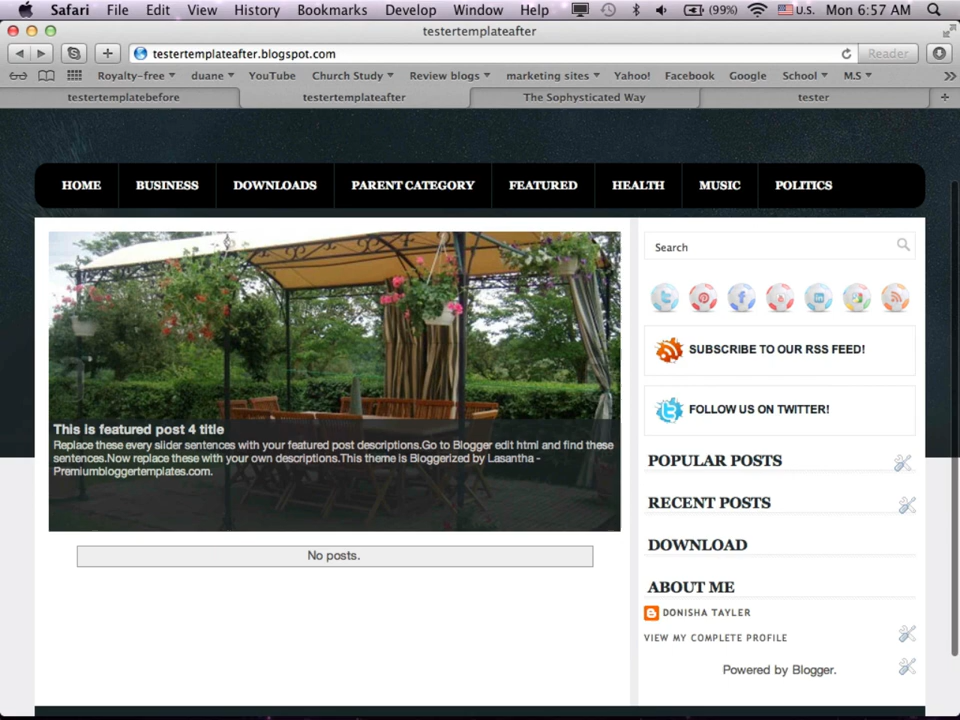 Safari File Edit View History Bookmarks Develop Window Help (99%) U.S. Mon 6:57 AM
testertemplateafter
testertemplateafter.blogspot.com Reader
Royalty-free duane YouTube Church Study Review blogs marketing sites Yahoo! Facebook Google School M.S
testertemplatebefore testertemplateafter The Sophysticated Way tester
HOME BUSINESS DOWNLOADS PARENT CATEGORY FEATURED HEALTH MUSIC POLITICS
This is featured post 4 title
Replace these every slider sentences with your featured post descriptions.Go to Blogger edit html and find these
sentences.Now replace these with your own descriptions.This theme is Bloggerized by Lasantha -
Premiumbloggertemplates.com.
No posts.
Search
SUBSCRIBE TO OUR RSS FEED!
FOLLOW US ON TWITTER!
POPULAR POSTS
RECENT POSTS
DOWNLOAD
ABOUT ME
DONISHA TAYLER
VIEW MY COMPLETE PROFILE
Powered by Blogger.